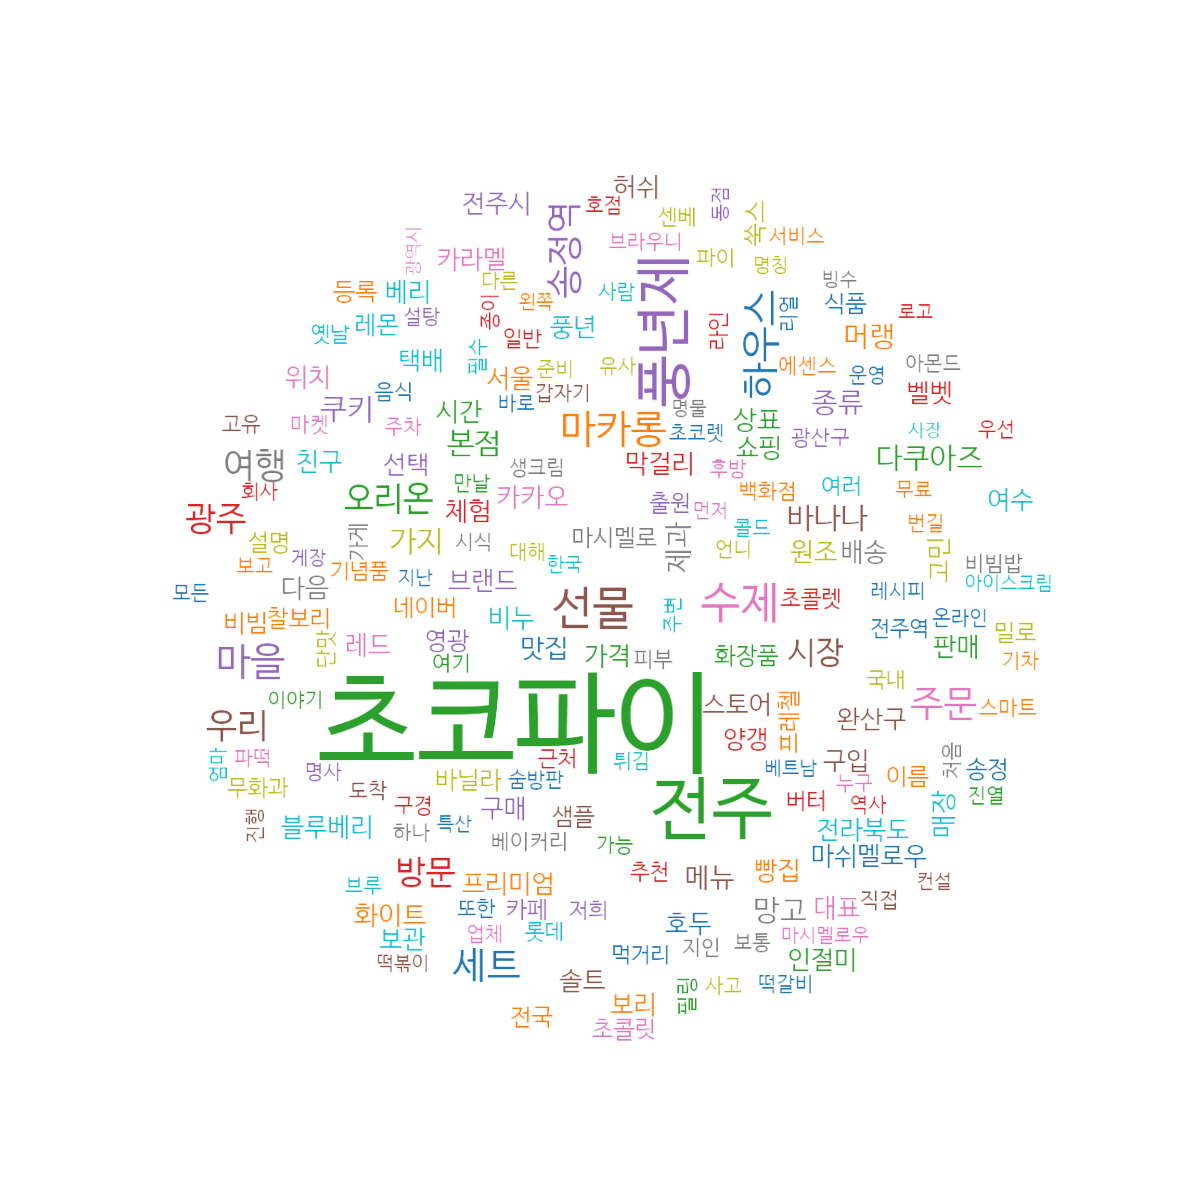 허쉬
전주시
송정역
호점
센베
동점
쑥스
서비스
광역시
카라멜
브라우니
파이
명칭
풍년제
다른
사람
하우스
리엘
빙수
식품
등록
베리
설탕
종이
왼쪽
풍년
라인
로고
옛날
레몬
일반
머랭
택배
필수
준비
유사
에센스
운영
아몬드
위치
음식
서울
갑자기
바로
벨벳
쿠키
시간
명물
종류
고유
마켓
주차
마카롱
초코렛
상표
광산구
사장
우선
본점
쇼핑
여행
친구
선택
생크림
막걸리
후방
다쿠아즈
회사
오리온
만날
카카오
백화점
여러
무료
여수
광주
체험
출원
먼저
바나나
번길
설명
가게
가지
시식
대해
마시멜로
제과
콜드
언니
원조
배송
고민
비빔밥
게장
보고
기념품
지난
한국
모든
다음
브랜드
선물
수제
초콜렛
레시피
아이스크림
비빔
찰보리
네이버
비누
주변
전주역
온라인
밀로
단맛
레드
영광
맛집
가격
피부
화장품
시장
판매
기차
마을
여기
국내
이야기
초코파이
스토어
프레첼
주문
스마트
우리
완산구
양갱
엄마
파떡
근처
튀김
구입
처음
송정
명사
바닐라
숨방판
베트남
누구
이름
무화과
도착
구경
구매
샘플
전주
버터
역사
매장
진열
진행
블루베리
하나
특산
베이커리
가능
전라북도
방문
추천
메뉴
빵집
마쉬멜로우
브루
프리미엄
컨설
직접
화이트
또한
카페
저희
호두
망고
대표
보관
업체
롯데
먹거리
지인
보통
마시멜로우
떡볶이
세트
인절미
솔트
필링
사고
떡갈비
전국
보리
초콜릿